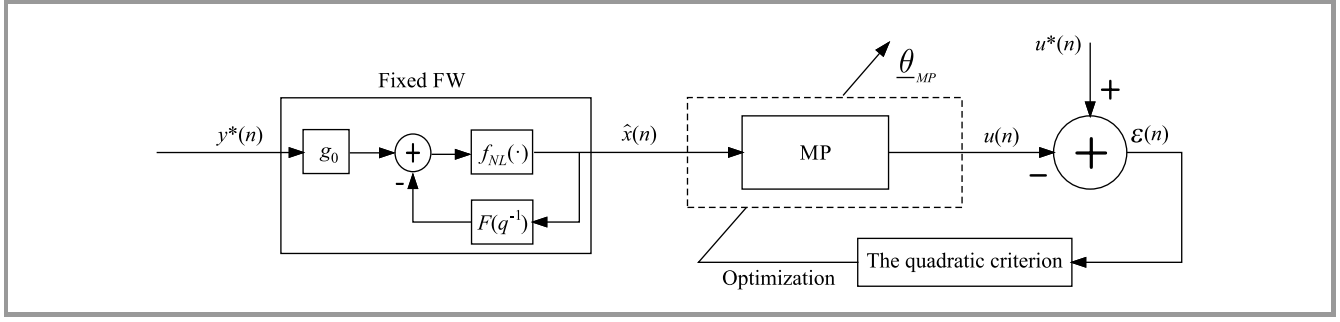 Fixed FW
y*(n)
g₀
+
-
f_NL(·)
F(q⁻¹)
x̂(n)
MP
θ_MP
u(n)
u*(n)
+
−
+
ε(n)
Optimization
The quadratic criterion